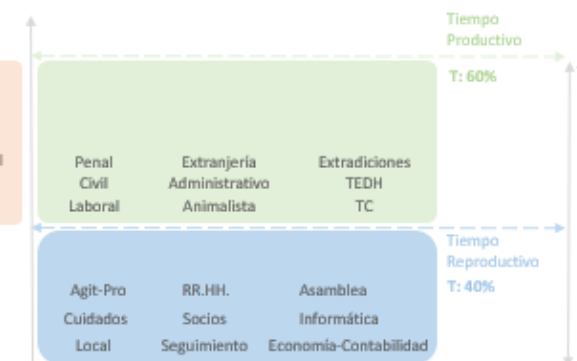 Tiempo
Productivo
T: 60%
Penal Extranjería Extradiciones
Civil Administrativo TEDH
Laboral Animalista TC
Tiempo
Reproductivo
T: 40%
Agit-Pro RR.HH. Asamblea
Cuidados Socios Informática
Local Seguimiento Economía-Contabilidad